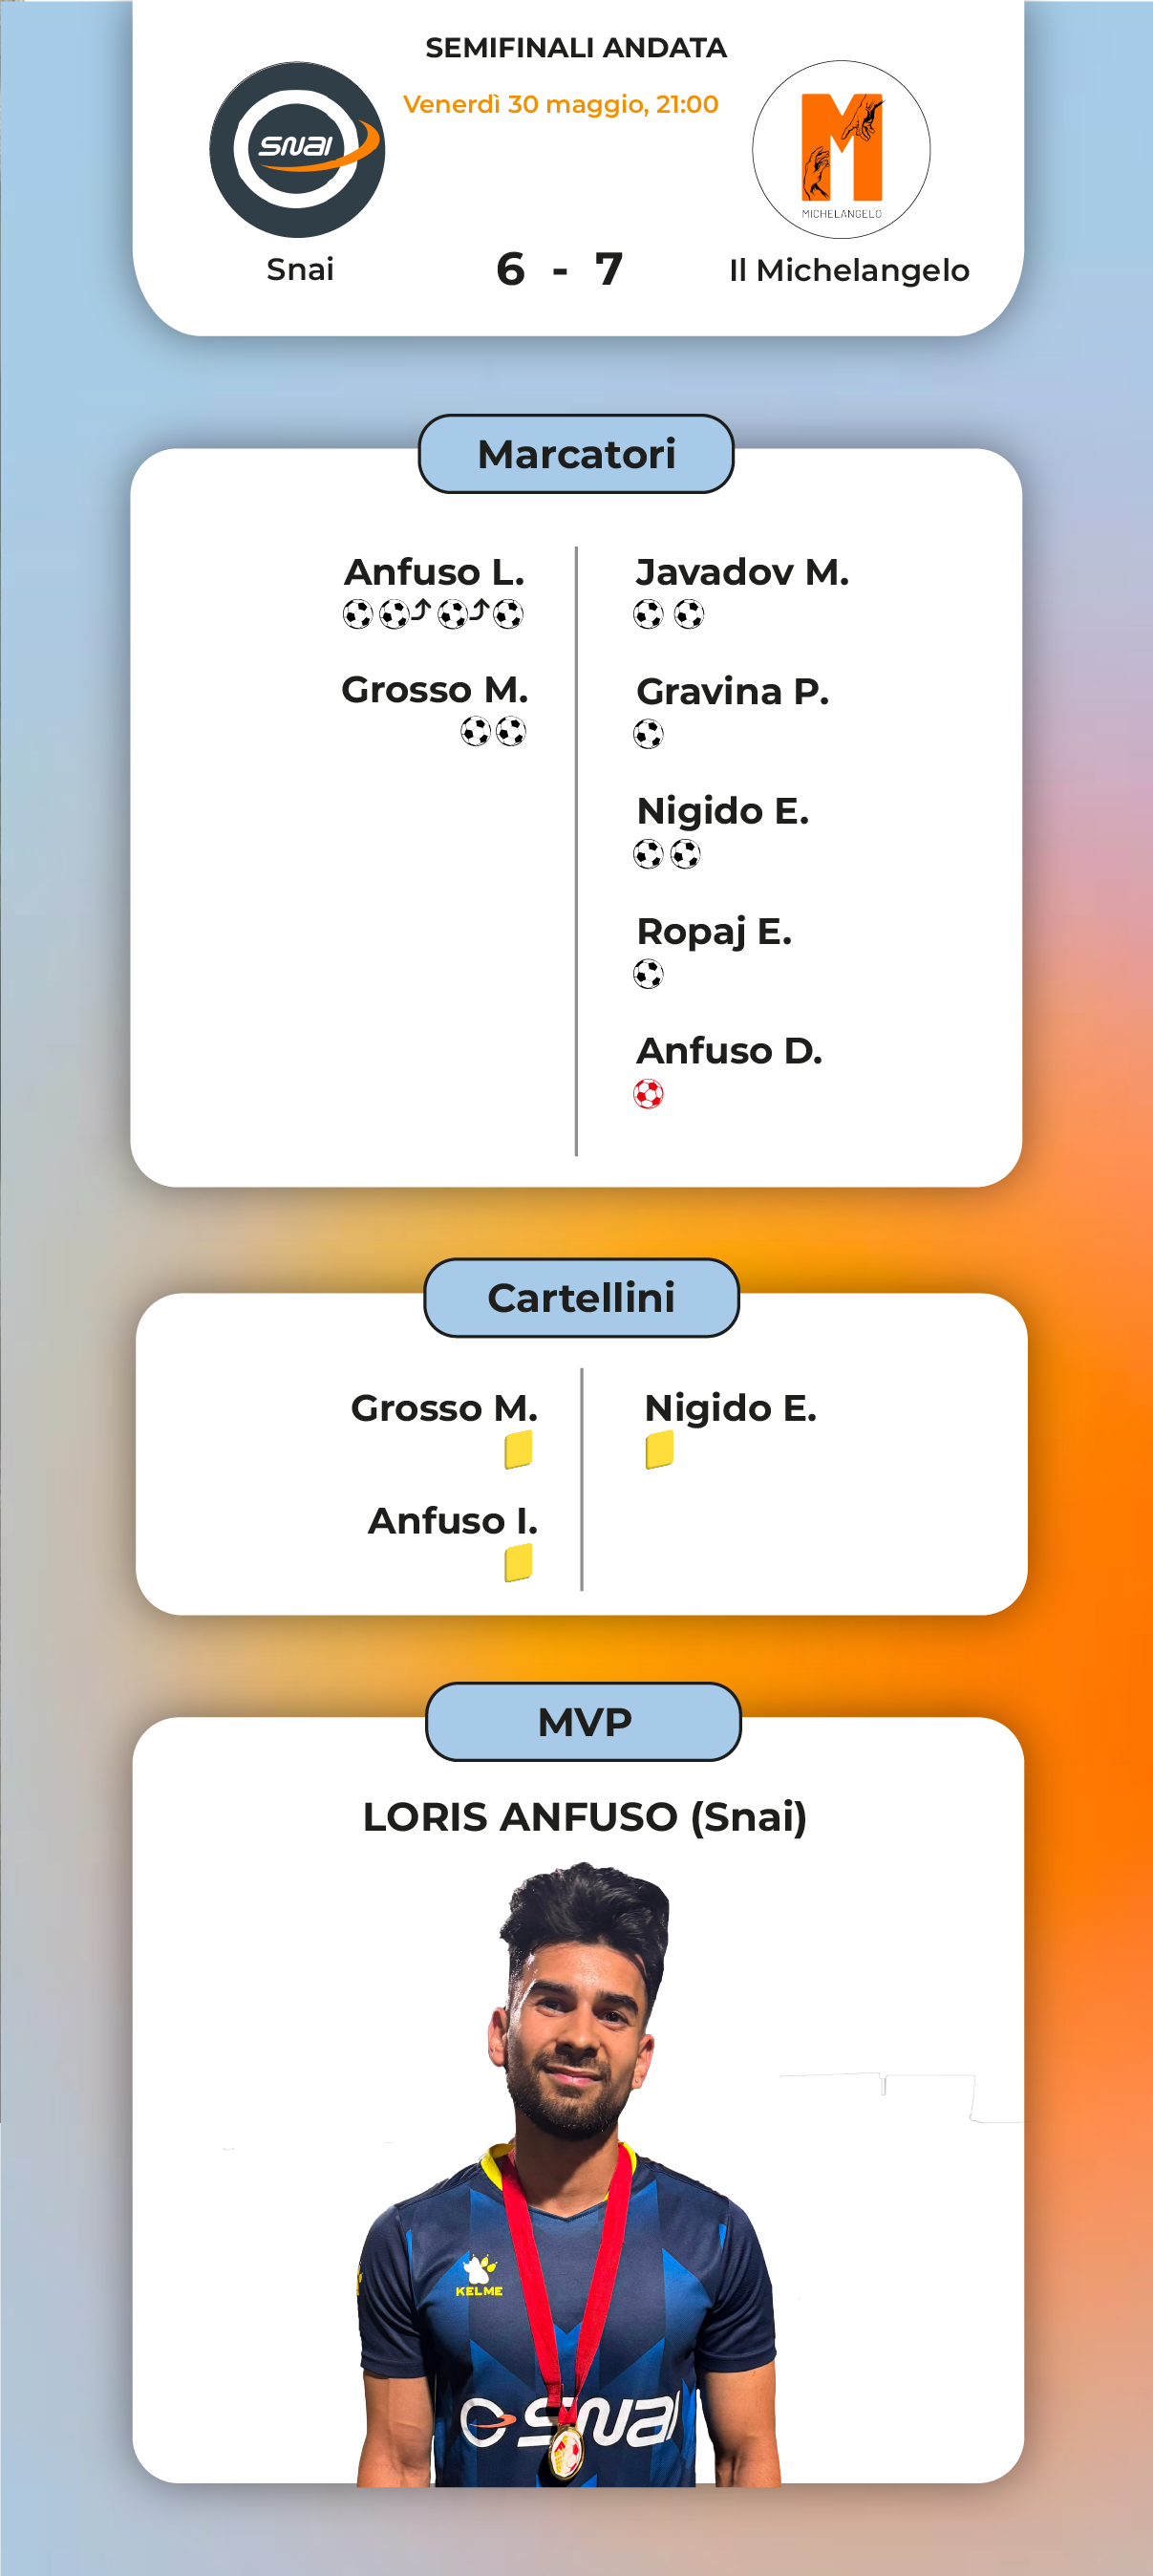 SEMIFINALI ANDATA
Venerdì 30 maggio, 21:00
SNAI
MICHELANGELO
Snai
6 - 7
Il Michelangelo
Marcatori
Anfuso L.
Javadov M.
Grosso M.
Gravina P.
Nigido E.
Ropaj E.
Anfuso D.
Cartellini
Grosso M.
Nigido E.
Anfuso I.
MVP
LORIS ANFUSO (Snai)
KELME
SNAI